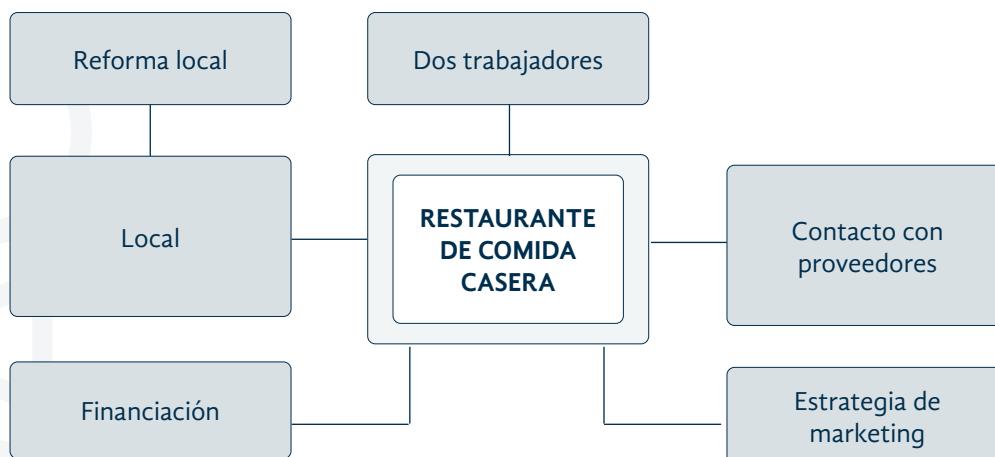 Reforma local
Dos trabajadores
Local
RESTAURANTE
DE COMIDA
CASERA
Contacto con
proveedores
Financiación
Estrategia de
marketing